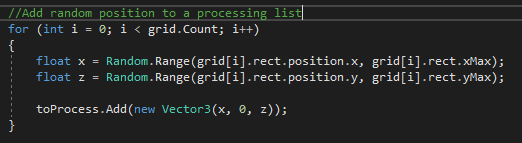 //Add random position to a processing list
for (int i = 0; i < grid.Count; i++)
{
    float x = Random.Range(grid[i].rect.position.x, grid[i].rect.xMax);
    float z = Random.Range(grid[i].rect.position.y, grid[i].rect.yMax);

    toProcess.Add(new Vector3(x, 0, z));
}